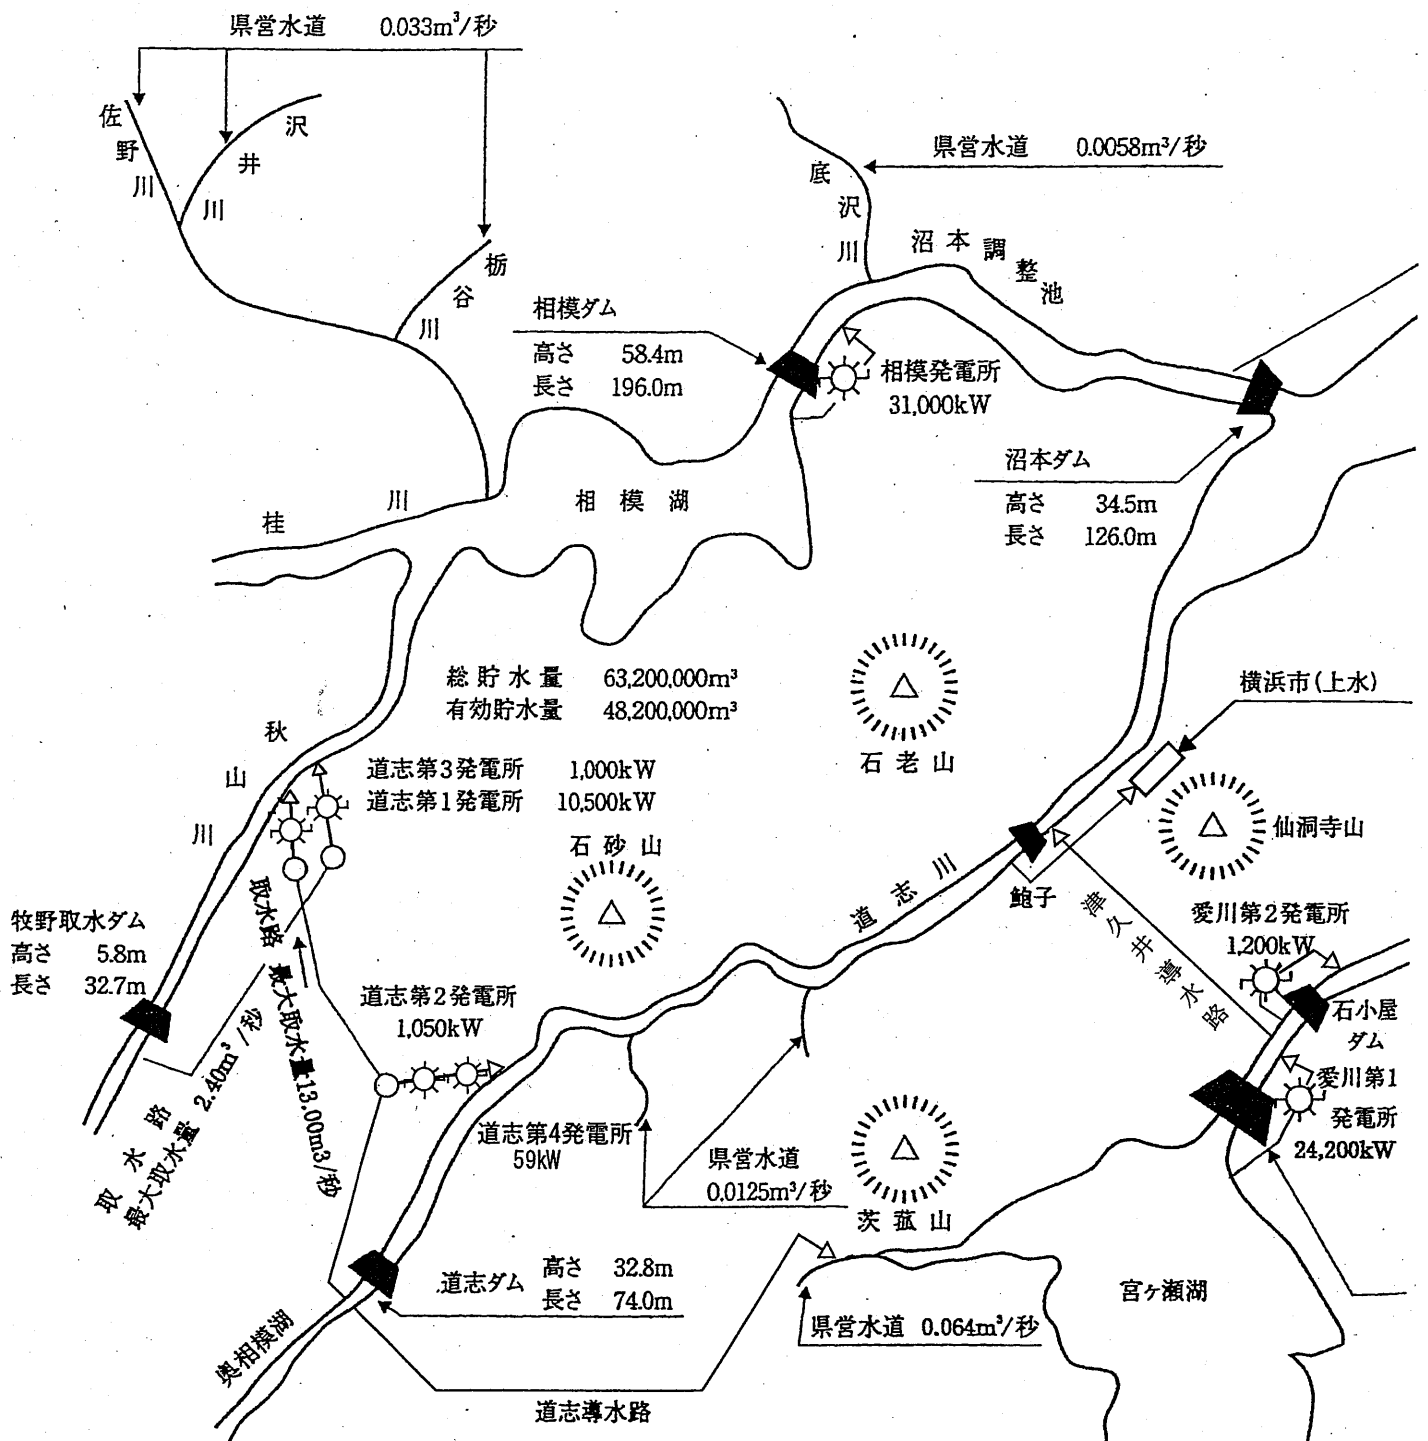 県営水道 0.033m³/秒
佐野川
沢井川
栃谷川
県営水道 0.0058m³/秒
底沢川
沼本調整池
相模ダム
高さ 58.4m
長さ 196.0m
相模発電所
31,000kW
沼本ダム
高さ 34.5m
長さ 126.0m
桂川
相模湖
総貯水量 63,200,000m³
有効貯水量 48,200,000m³
石老山
横浜市(上水)
秋山川
道志第3発電所 1,000kW
道志第1発電所 10,500kW
石砂山
仙洞寺山
道志川
鮑子
津久井導水路
愛川第2発電所
1,200kW
牧野取水ダム
高さ 5.8m
長さ 32.7m
取水路 最大取水量13.00m3/秒
取水路
最大取水量 2.40m³/秒
道志第2発電所
1,050kW
石小屋
ダム
愛川第1
発電所
24,200kW
道志第4発電所
59kW
県営水道
0.0125m³/秒
茨菰山
道志ダム
高さ 32.8m
長さ 74.0m
奥相模湖
県営水道 0.064m³/秒
宮ヶ瀬湖
道志導水路